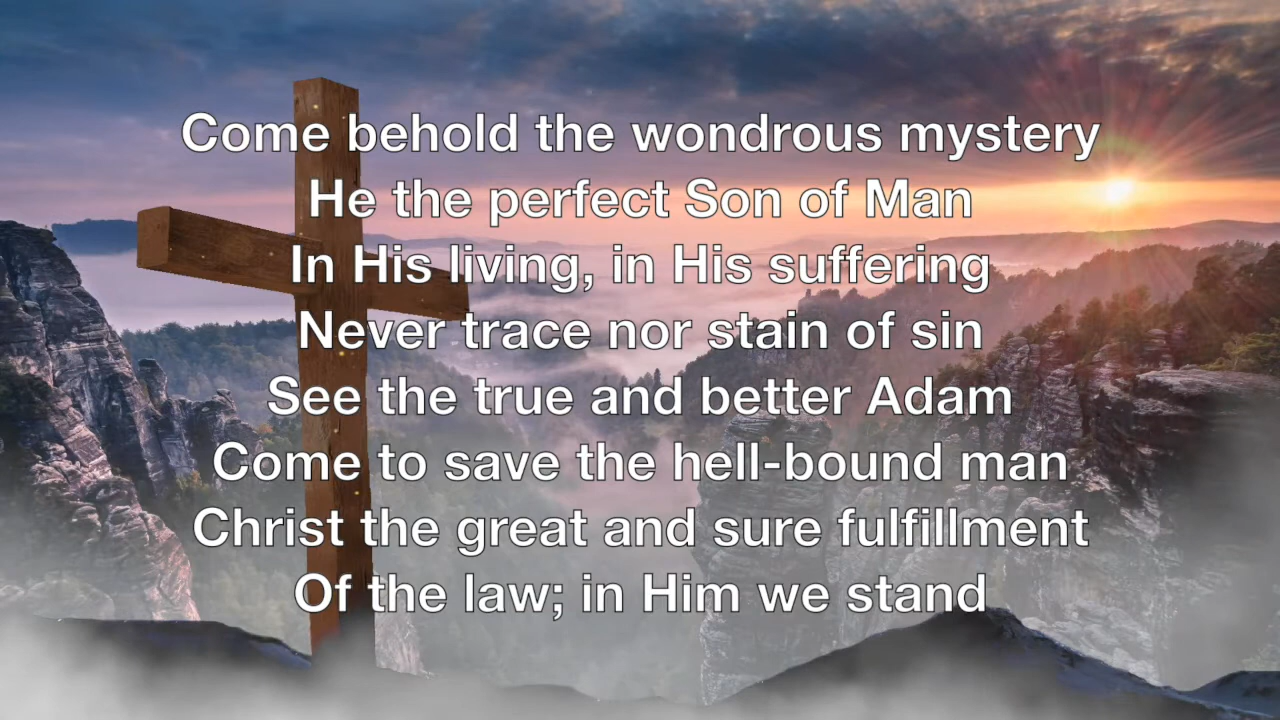 Come behold the wondrous mystery
He the perfect Son of Man
In His living, in His suffering
Never trace nor stain of sin
See the true and better Adam
Come to save the hell-bound man
Christ the great and sure fulfillment
Of the law; in Him we stand